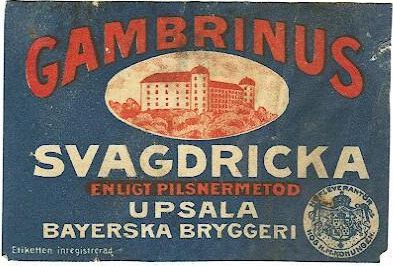 GAMBRINUS
SVAGDRICKA
ENLIGT PILSNERMETOD
UPSALA
BAYERSKA BRYGGERI
Etiketten inregistrerad